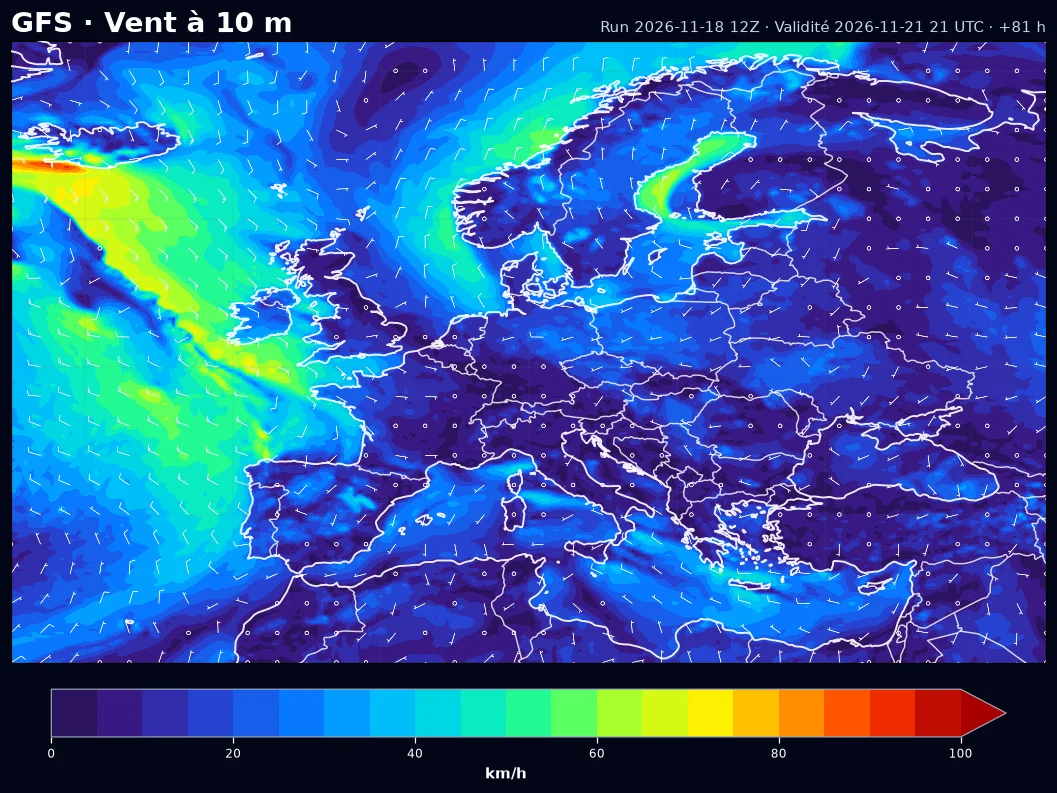 GFS · Vent à 10 m
Run 2026-11-18 12Z · Validité 2026-11-21 21 UTC · +81 h
0 20 40 60 80 100
km/h